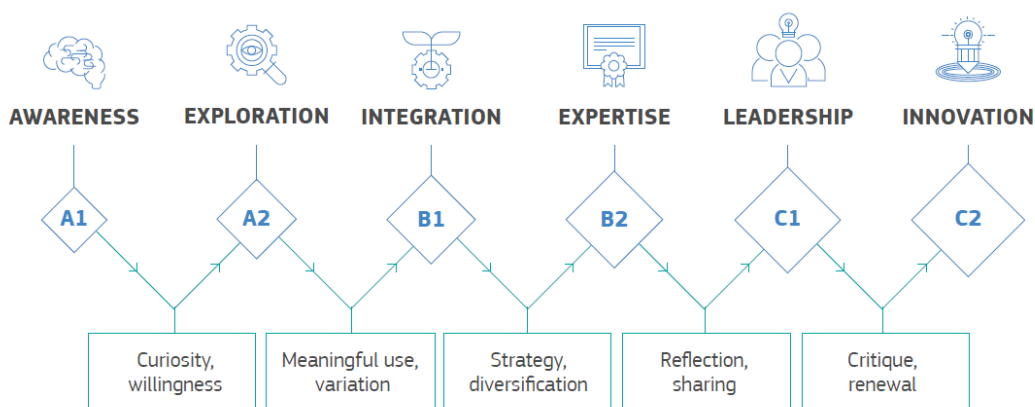 AWARENESS
EXPLORATION
INTEGRATION
EXPERTISE
LEADERSHIP
INNOVATION
A1
A2
B1
B2
C1
C2
Curiosity,
willingness
Meaningful use,
variation
Strategy,
diversification
Reflection,
sharing
Critique,
renewal